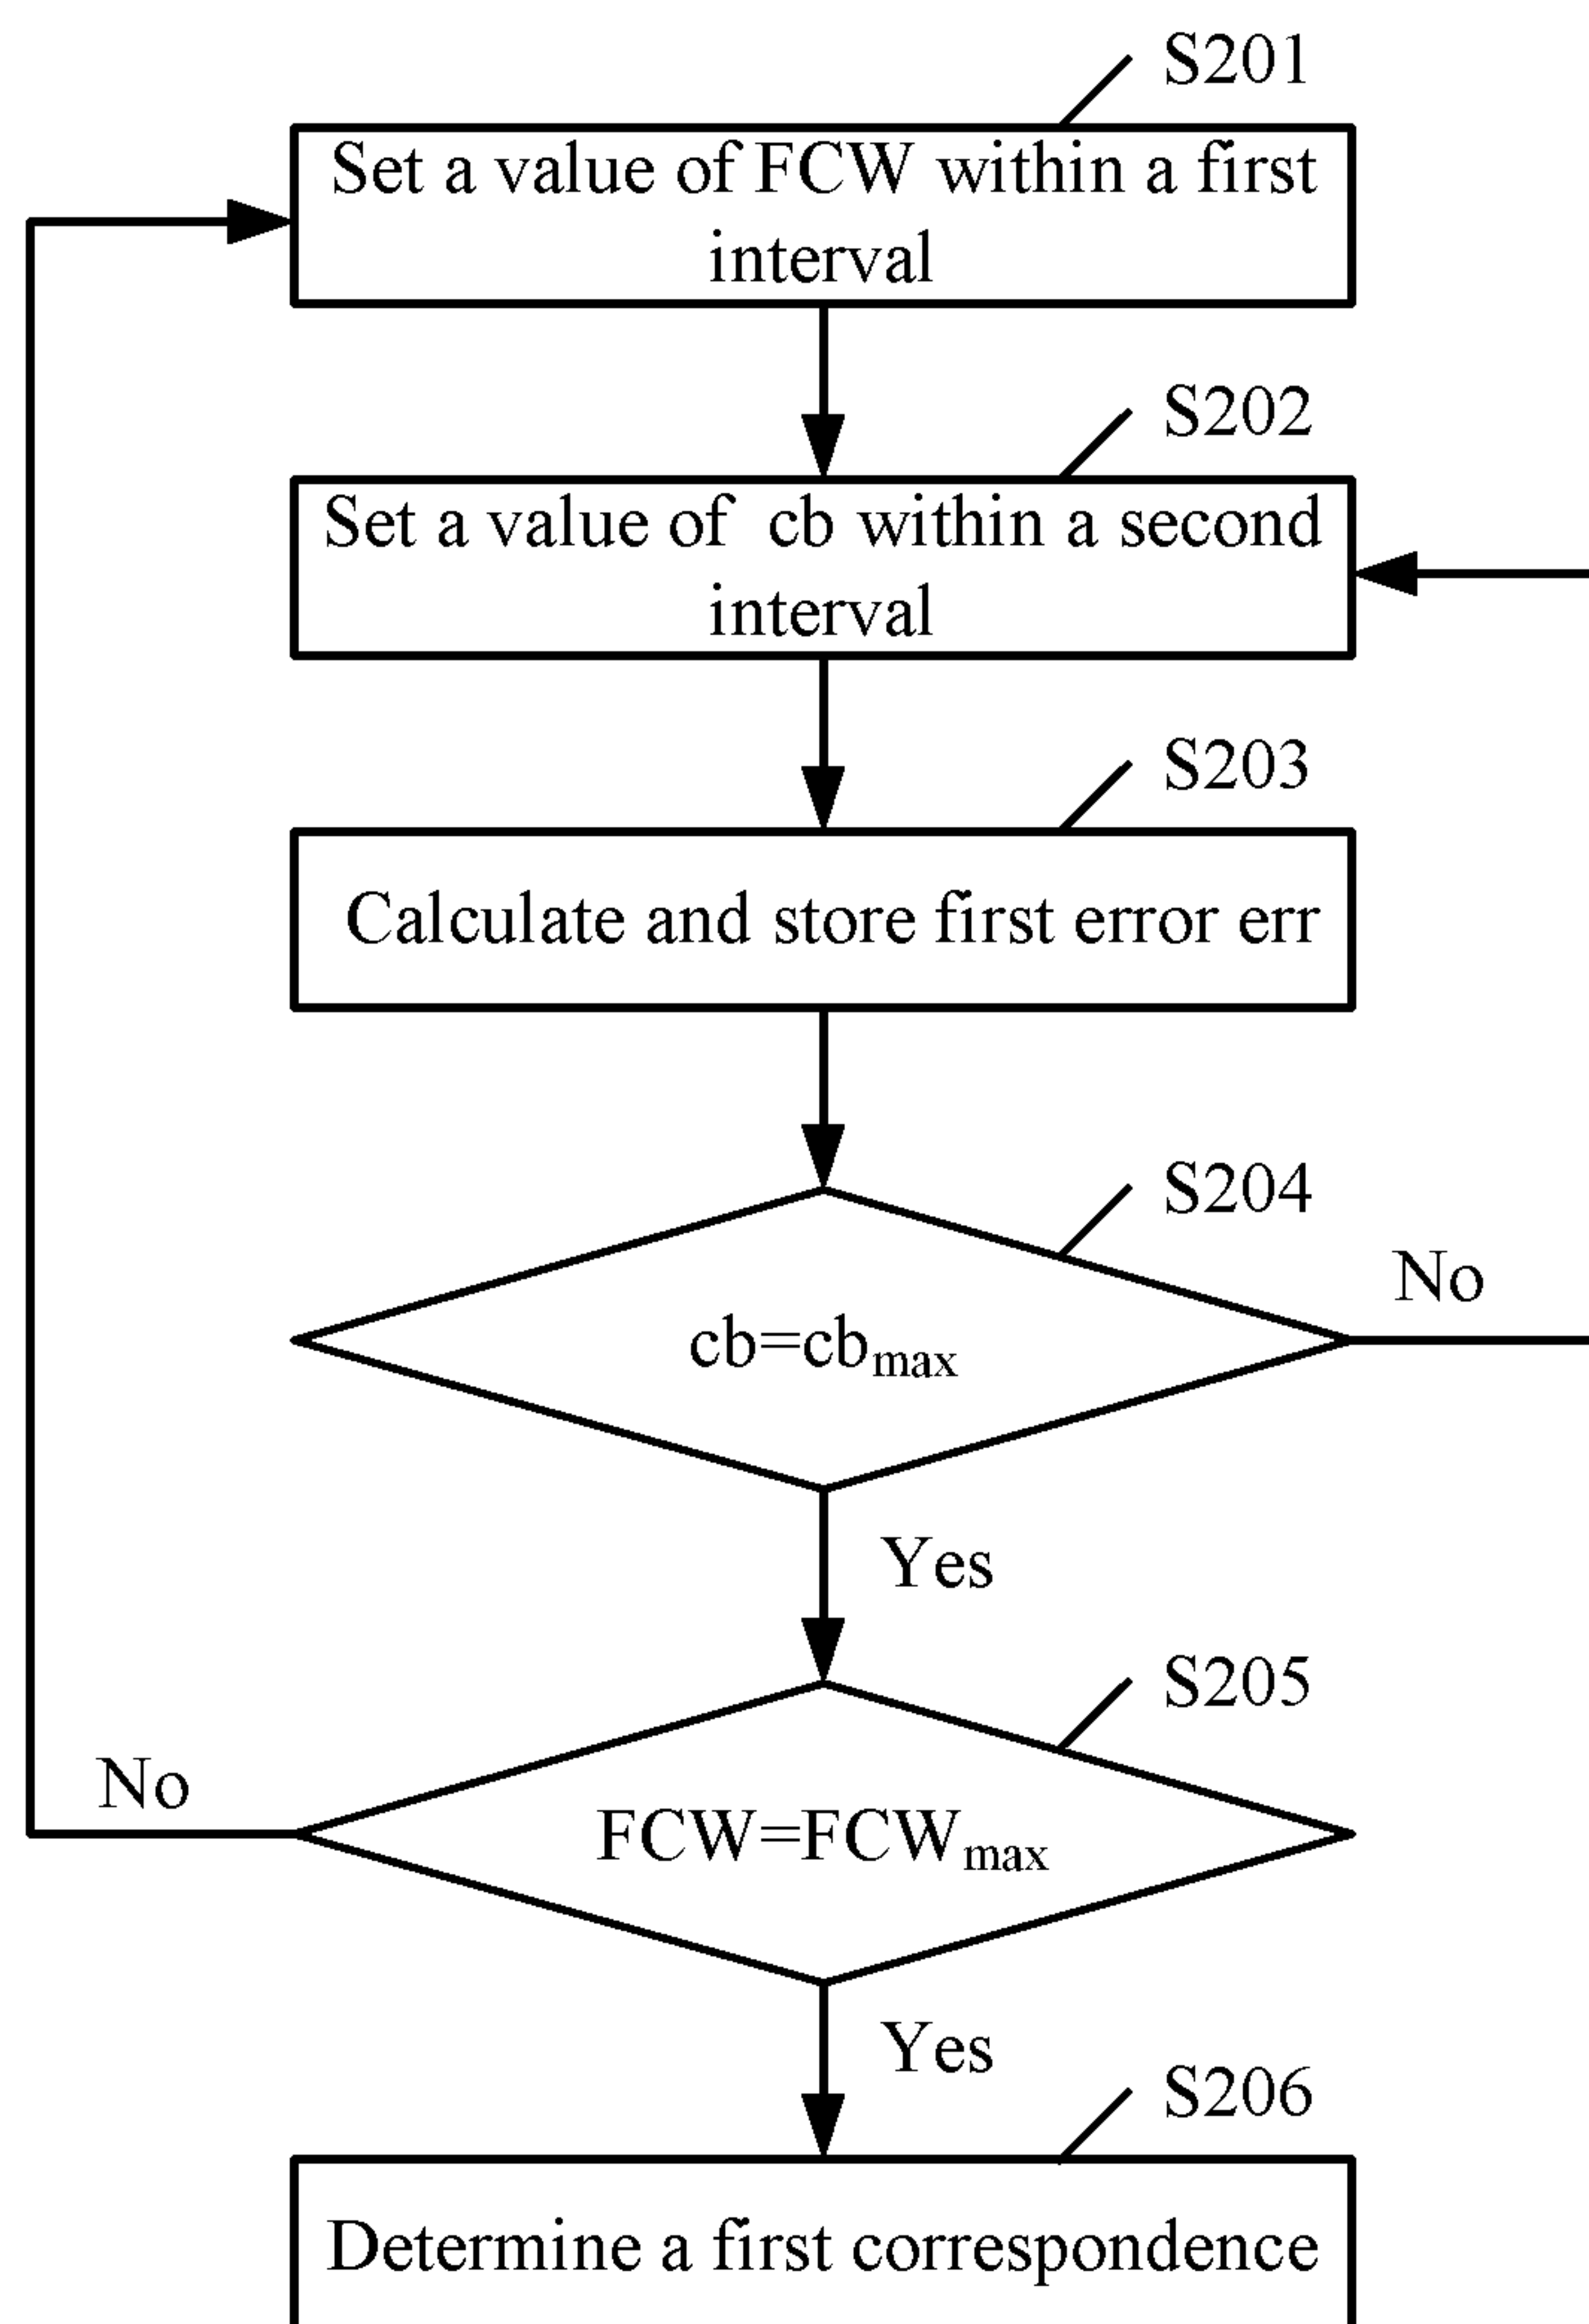 S201
Set a value of FCW within a first
interval
S202
Set a value of cb within a second
interval
S203
Calculate and store first error err
S204
cb=cbmax
No
Yes
S205
FCW=FCWmax
No
Yes
S206
Determine a first correspondence